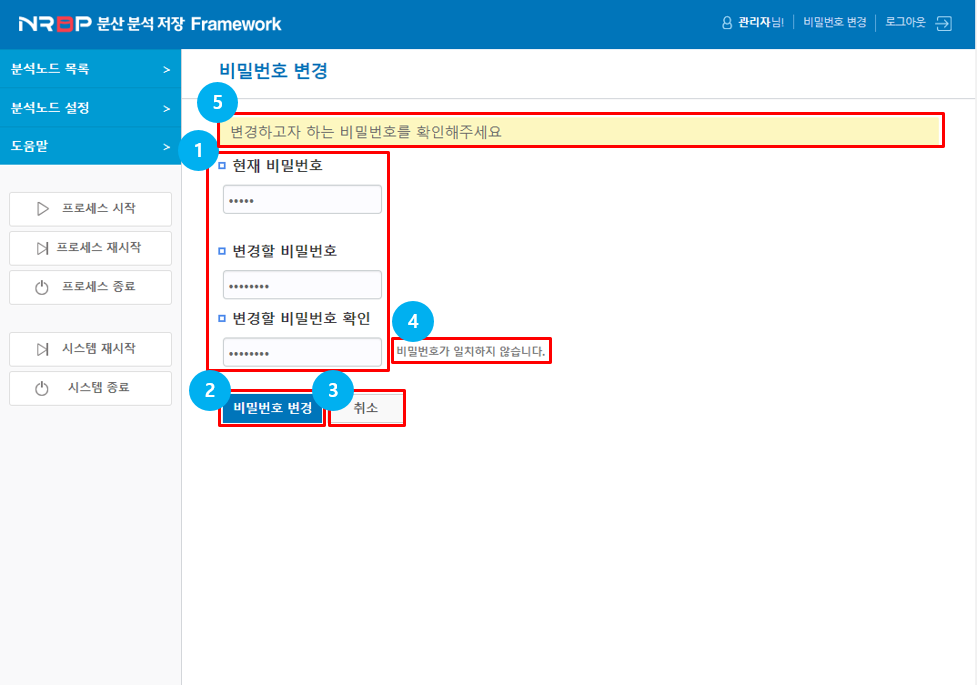 NRBP 분산 분석 저장 Framework
관리자님! 비밀번호 변경 로그아웃
분석노드 목록 >
분석노드 설정 >
도움말 >
프로세스 시작
프로세스 재시작
프로세스 종료
시스템 재시작
시스템 종료
비밀번호 변경
5
변경하고자 하는 비밀번호를 확인해주세요
1
현재 비밀번호
•••••
변경할 비밀번호
••••••••
변경할 비밀번호 확인
4
••••••••
비밀번호가 일치하지 않습니다.
2
비밀번호 변경
3
취소